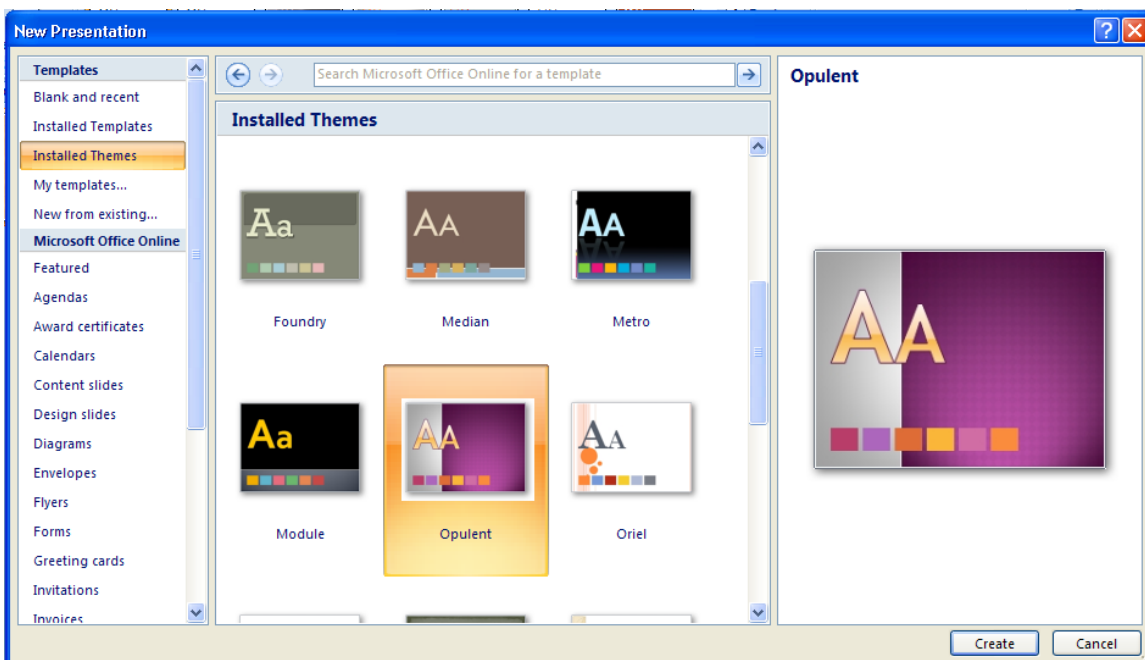 New Presentation
Templates
Blank and recent
Installed Templates
Installed Themes
My templates...
New from existing...
Microsoft Office Online
Featured
Agendas
Award certificates
Calendars
Content slides
Design slides
Diagrams
Envelopes
Flyers
Forms
Greeting cards
Invitations
Invoices
Search Microsoft Office Online for a template
Installed Themes
Aa
AA
AA
Foundry
Median
Metro
Aa
AA
AA
Module
Opulent
Oriel
Opulent
AA
Create
Cancel